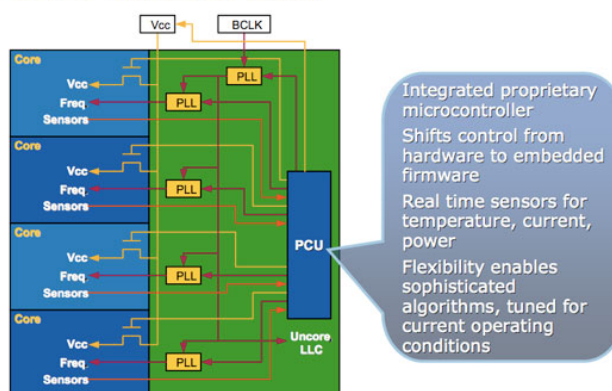 Vcc
BCLK
Core
Vcc
Freq.
Sensors
PLL
PLL
Core
Vcc
Freq.
Sensors
PLL
Core
Vcc
Freq.
Sensors
PLL
Core
Vcc
Freq.
Sensors
PLL
PCU
Uncore
LLC
Integrated proprietary
microcontroller
Shifts control from
hardware to embedded
firmware
Real time sensors for
temperature, current,
power
Flexibility enables
sophisticated
algorithms, tuned for
current operating
conditions